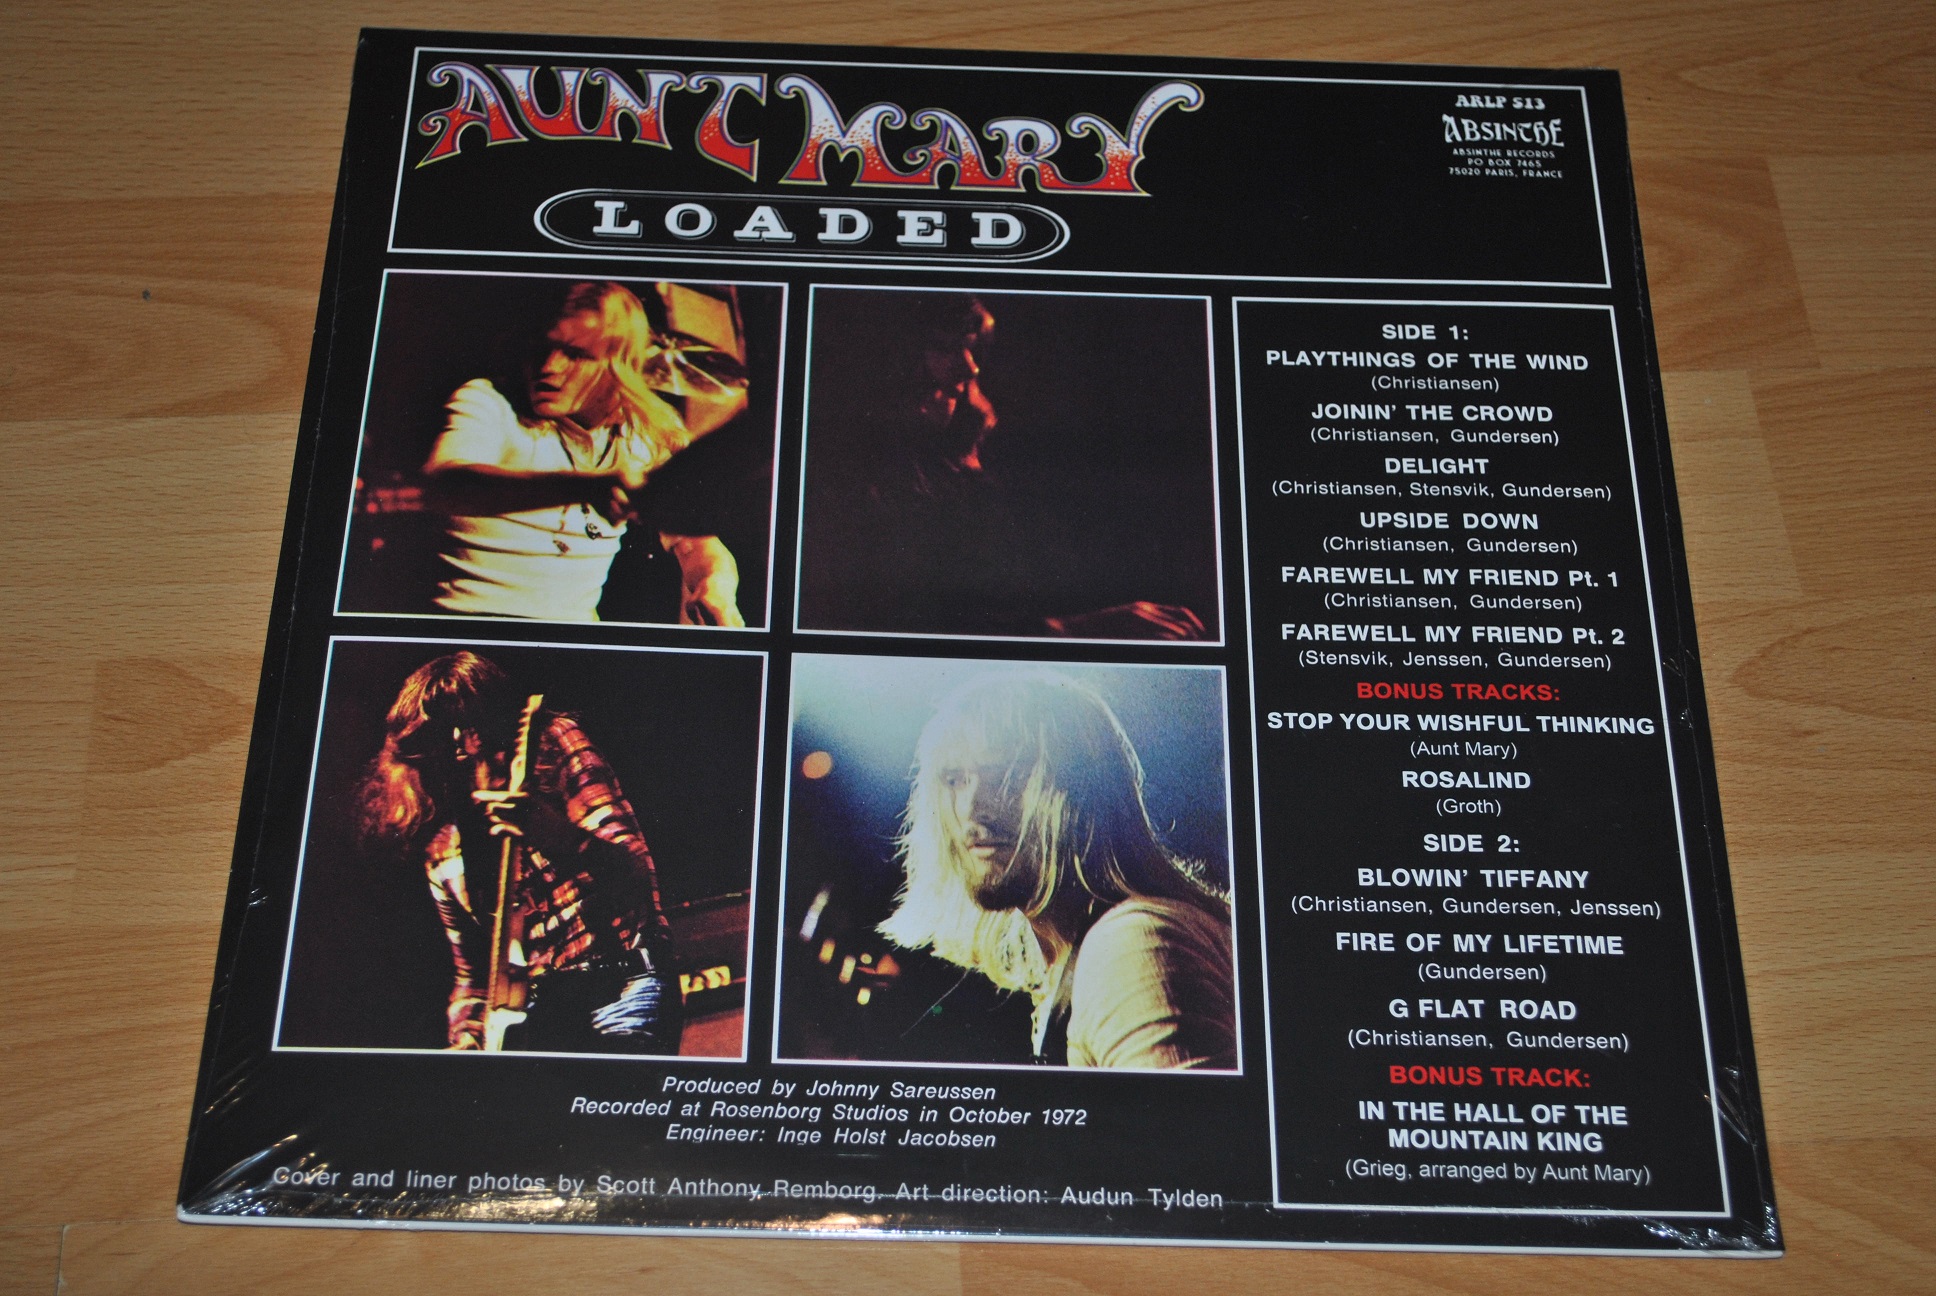 AUNT MARY
LOADED
ARLP 513
ABSINTHE
ABSINTHE RECORDS
PO BOX 7465
75020 PARIS, FRANCE
SIDE 1:
PLAYTHINGS OF THE WIND
(Christiansen)
JOININ' THE CROWD
(Christiansen, Gundersen)
DELIGHT
(Christiansen, Stensvik, Gundersen)
UPSIDE DOWN
(Christiansen, Gundersen)
FAREWELL MY FRIEND Pt. 1
(Christiansen, Gundersen)
FAREWELL MY FRIEND Pt. 2
(Stensvik, Jenssen, Gundersen)
BONUS TRACKS:
STOP YOUR WISHFUL THINKING
(Aunt Mary)
ROSALIND
(Groth)
SIDE 2:
BLOWIN' TIFFANY
(Christiansen, Gundersen, Jenssen)
FIRE OF MY LIFETIME
(Gundersen)
G FLAT ROAD
(Christiansen, Gundersen)
BONUS TRACK:
IN THE HALL OF THE
MOUNTAIN KING
(Grieg, arranged by Aunt Mary)
Produced by Johnny Sareussen
Recorded at Rosenborg Studios in October 1972
Engineer: Inge Holst Jacobsen
Cover and liner photos by Scott Anthony Remborg. Art direction: Audun Tylden